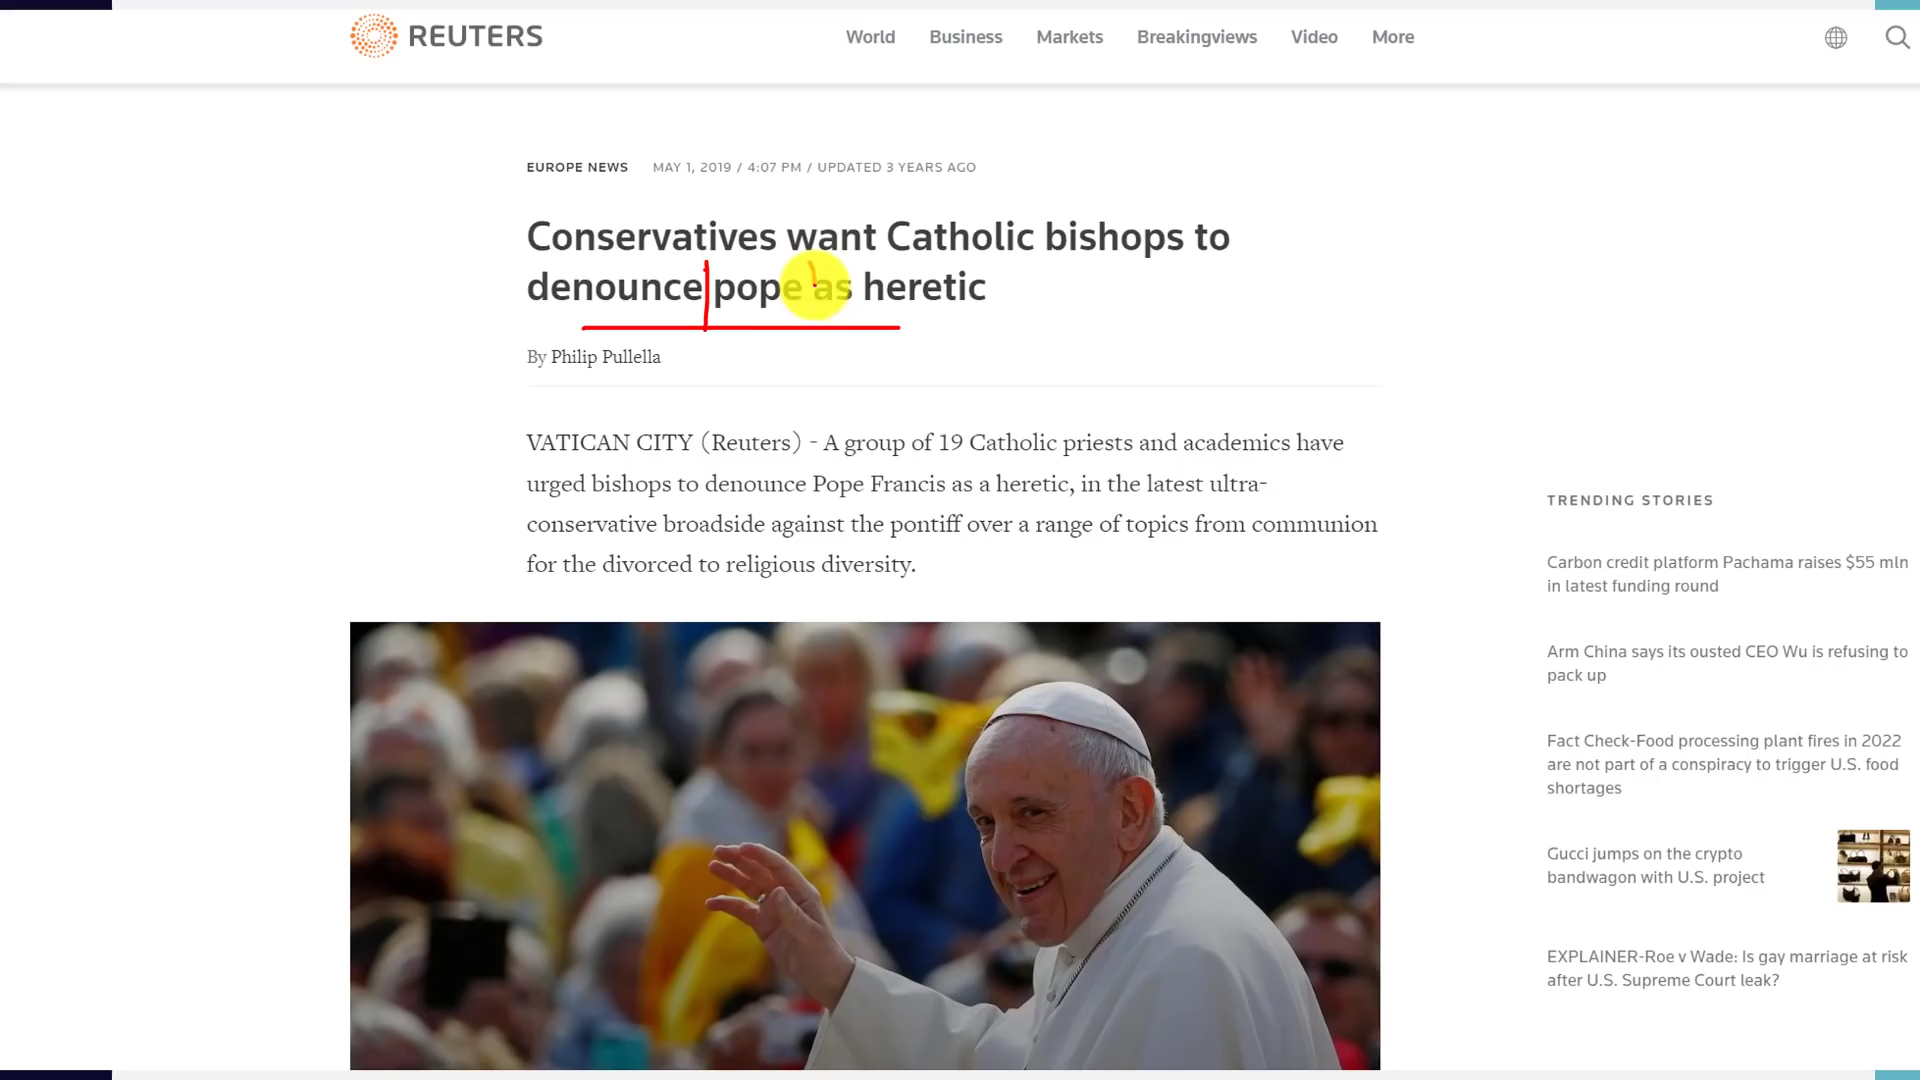 REUTERS
World Business Markets Breakingviews Video More
EUROPE NEWS MAY 1, 2019 / 4:07 PM / UPDATED 3 YEARS AGO
Conservatives want Catholic bishops to
denounce pope as heretic
By Philip Pullella
VATICAN CITY (Reuters) - A group of 19 Catholic priests and academics have
urged bishops to denounce Pope Francis as a heretic, in the latest ultra-
conservative broadside against the pontiff over a range of topics from communion
for the divorced to religious diversity.
TRENDING STORIES
Carbon credit platform Pachama raises $55 mln
in latest funding round
Arm China says its ousted CEO Wu is refusing to
pack up
Fact Check-Food processing plant fires in 2022
are not part of a conspiracy to trigger U.S. food
shortages
Gucci jumps on the crypto
bandwagon with U.S. project
EXPLAINER-Roe v Wade: Is gay marriage at risk
after U.S. Supreme Court leak?